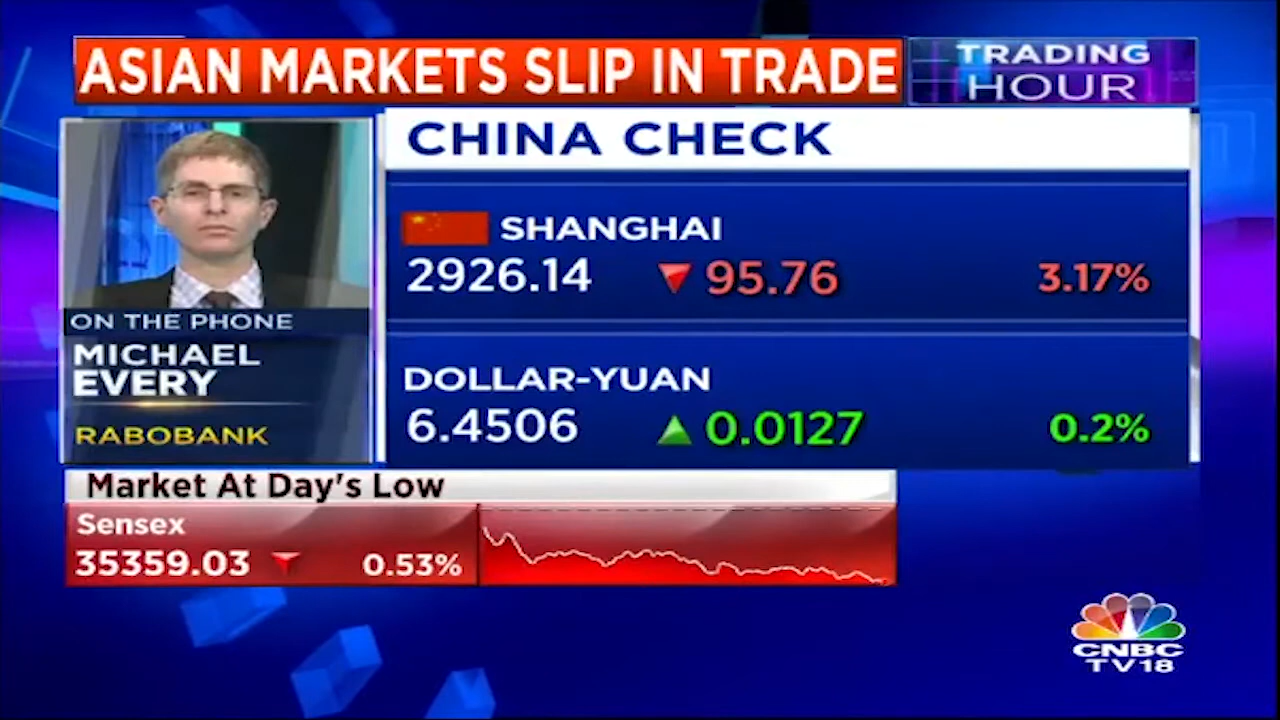 ASIAN MARKETS SLIP IN TRADE
TRADING
HOUR
CHINA CHECK
SHANGHAI
2926.14 ▼ 95.76 3.17%
ON THE PHONE
MICHAEL
EVERY
RABOBANK
DOLLAR-YUAN
6.4506 ▲ 0.0127 0.2%
Market At Day's Low
Sensex
35359.03 ▼ 0.53%
CNBC
TV18